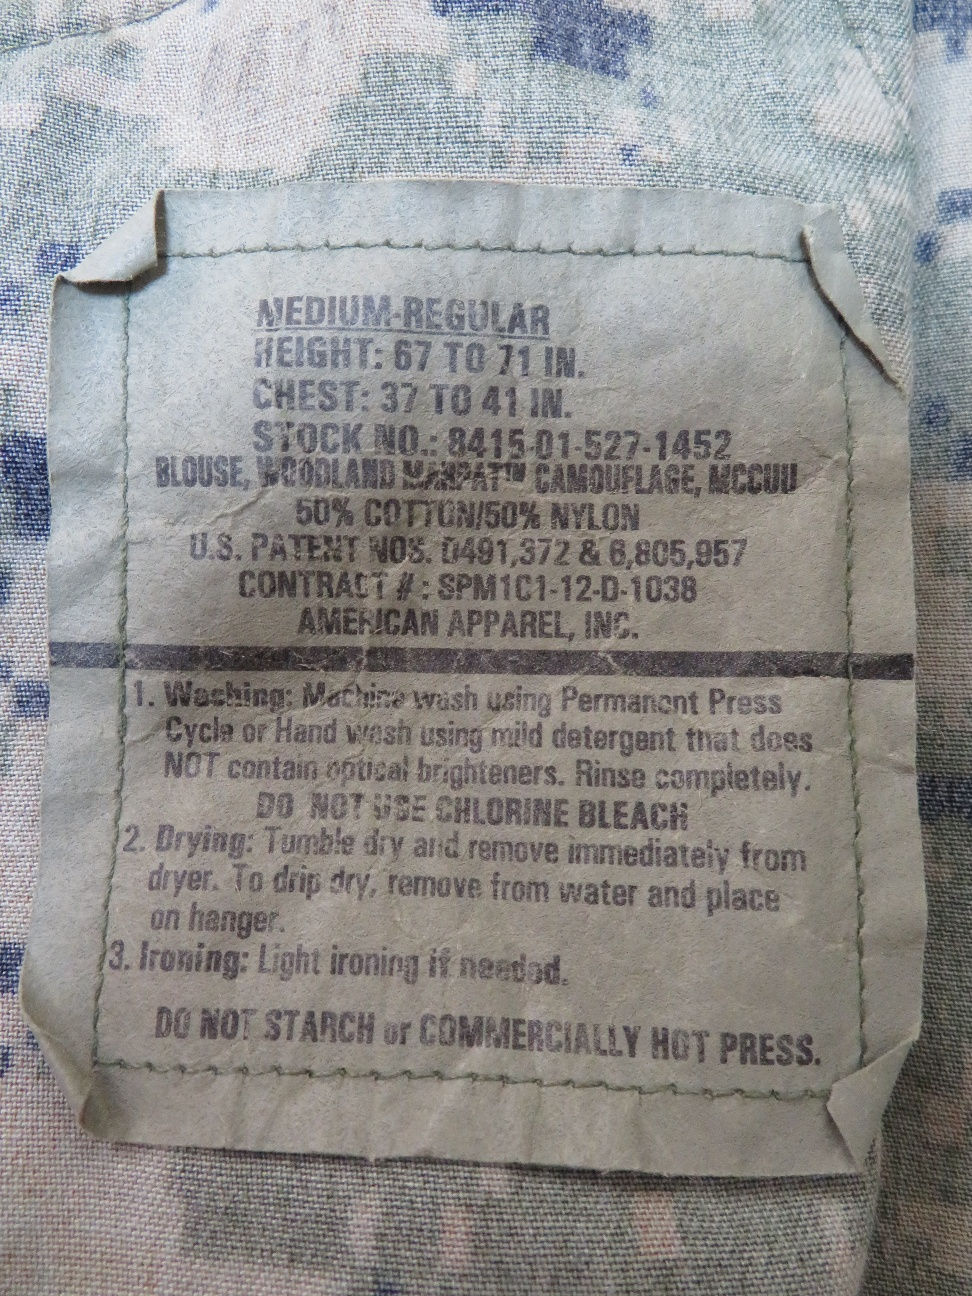 MEDIUM-REGULAR
HEIGHT: 67 TO 71 IN.
CHEST: 37 TO 41 IN.
STOCK NO.: 8415-01-527-1452
BLOUSE, WOODLAND MARPAT™ CAMOUFLAGE, MCCUU
50% COTTON/50% NYLON
U.S. PATENT NOS. D491,372 & 6,805,957
CONTRACT # : SPM1C1-12-D-1038
AMERICAN APPAREL, INC.
1. Washing: Machine wash using Permanent Press
Cycle or Hand wash using mild detergent that does
NOT contain optical brighteners. Rinse completely.
DO NOT USE CHLORINE BLEACH
2. Drying: Tumble dry and remove immediately from
dryer. To drip dry, remove from water and place
on hanger.
3. Ironing: Light ironing if needed.
DO NOT STARCH or COMMERCIALLY HOT PRESS.